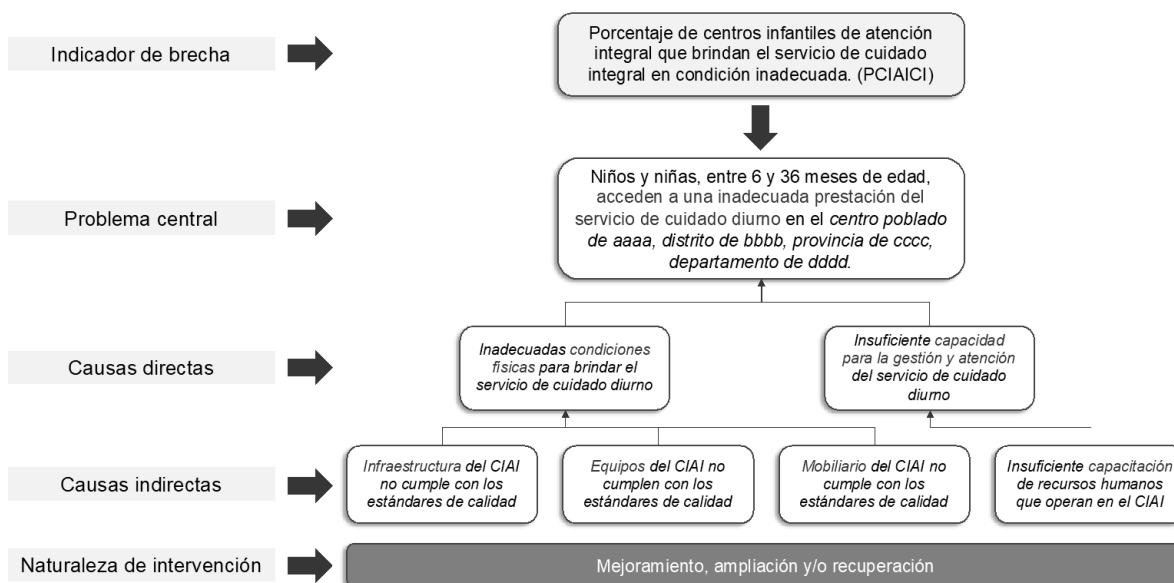 Indicador de brecha
Porcentaje de centros infantiles de atención
integral que brindan el servicio de cuidado
integral en condición inadecuada. (PCIAICI)
Problema central
Niños y niñas, entre 6 y 36 meses de edad,
acceden a una inadecuada prestación del
servicio de cuidado diurno en el centro poblado
de aaaa, distrito de bbbb, provincia de cccc,
departamento de dddd.
Causas directas
Inadecuadas condiciones
físicas para brindar el
servicio de cuidado diurno
Insuficiente capacidad
para la gestión y atención
del servicio de cuidado
diurno
Causas indirectas
Infraestructura del CIAI
no cumple con los
estándares de calidad
Equipos del CIAI no
cumplen con los
estándares de calidad
Mobiliario del CIAI no
cumple con los
estándares de calidad
Insuficiente capacitación
de recursos humanos
que operan en el CIAI
Naturaleza de intervención
Mejoramiento, ampliación y/o recuperación